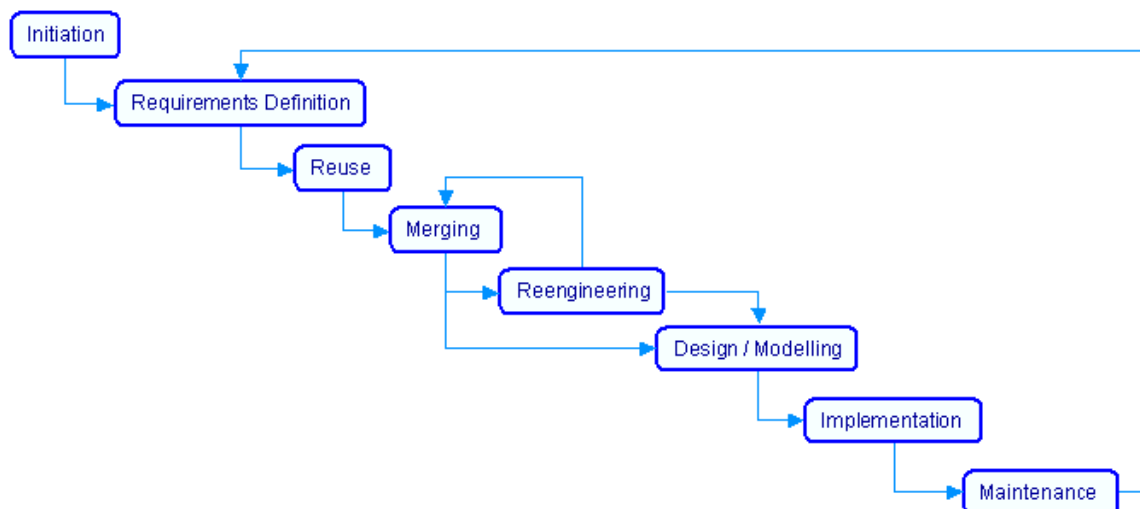 Initiation
Requirements Definition
Reuse
Merging
Reengineering
Design / Modelling
Implementation
Maintenance